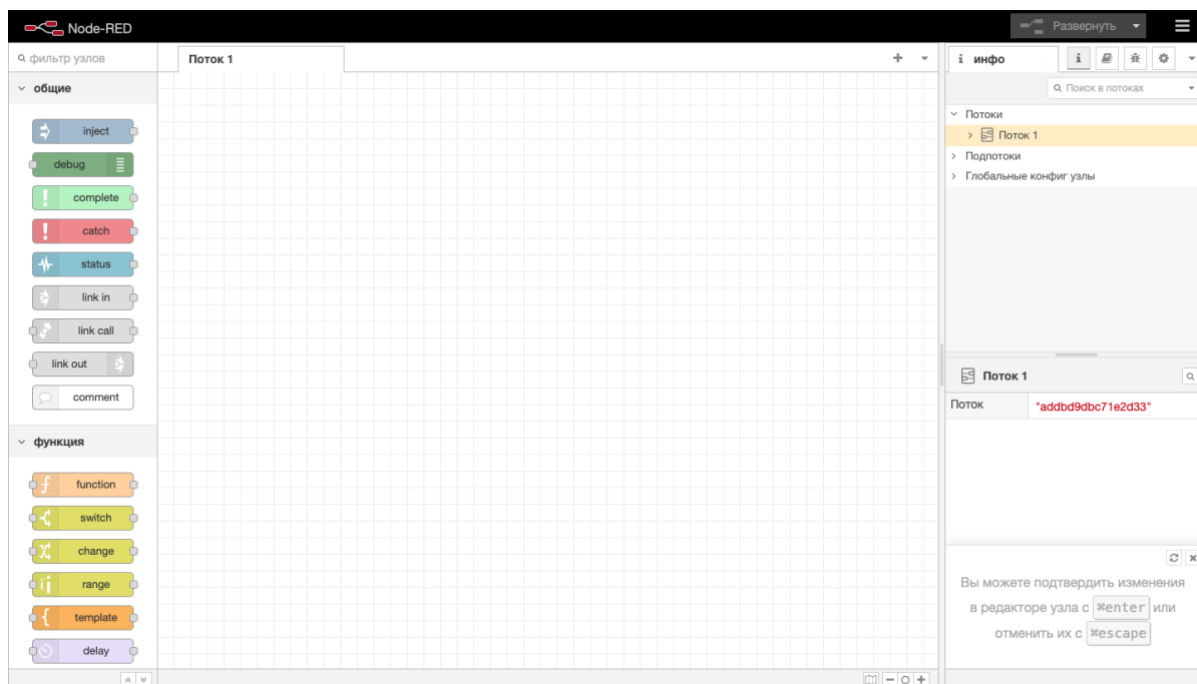 Node-RED
Развернуть
фильтр узлов
Поток 1
i инфо
i
Поиск в потоках
общие
inject
debug
complete
catch
status
link in
link call
link out
comment
функция
function
switch
change
range
template
delay
Потоки
Поток 1
Подпотоки
Глобальные конфиг узлы
Поток 1
Поток "addbd9dbc71e2d33"
Вы можете подтвердить изменения
в редакторе узла с ⌘enter или
отменить их с ⌘escape